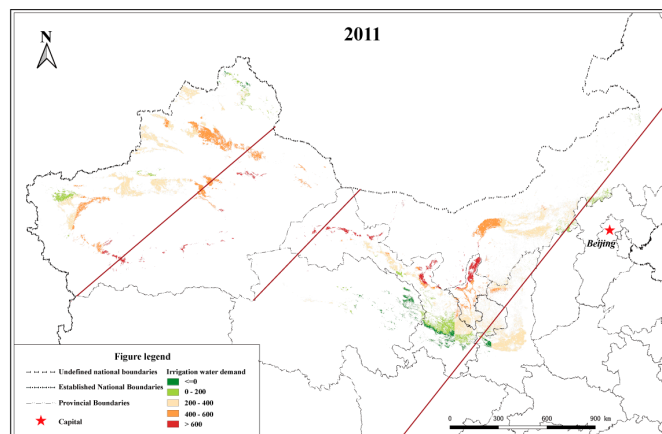 2011
N
Beijing
Figure legend
Undefined national boundaries
Established National Boundaries
Provincial Boundaries
Capital
Irrigation water demand
<=0
0 - 200
200 - 400
400 - 600
> 600
0 300 600 900 km